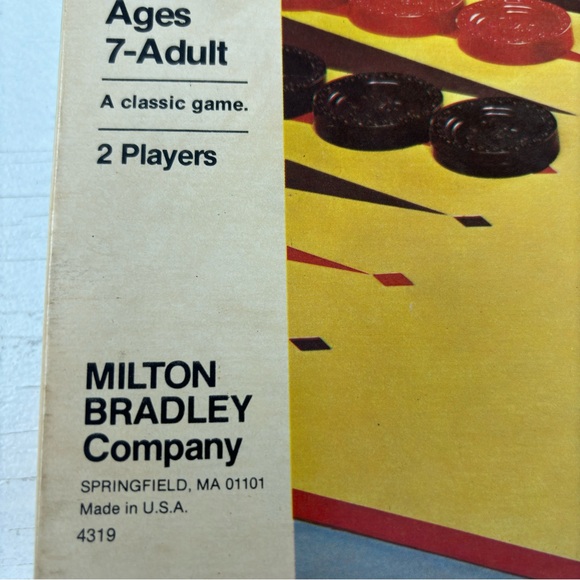 Ages
7-Adult
A classic game.
2 Players
MILTON
BRADLEY
Company
SPRINGFIELD, MA 01101
Made in U.S.A.
4319